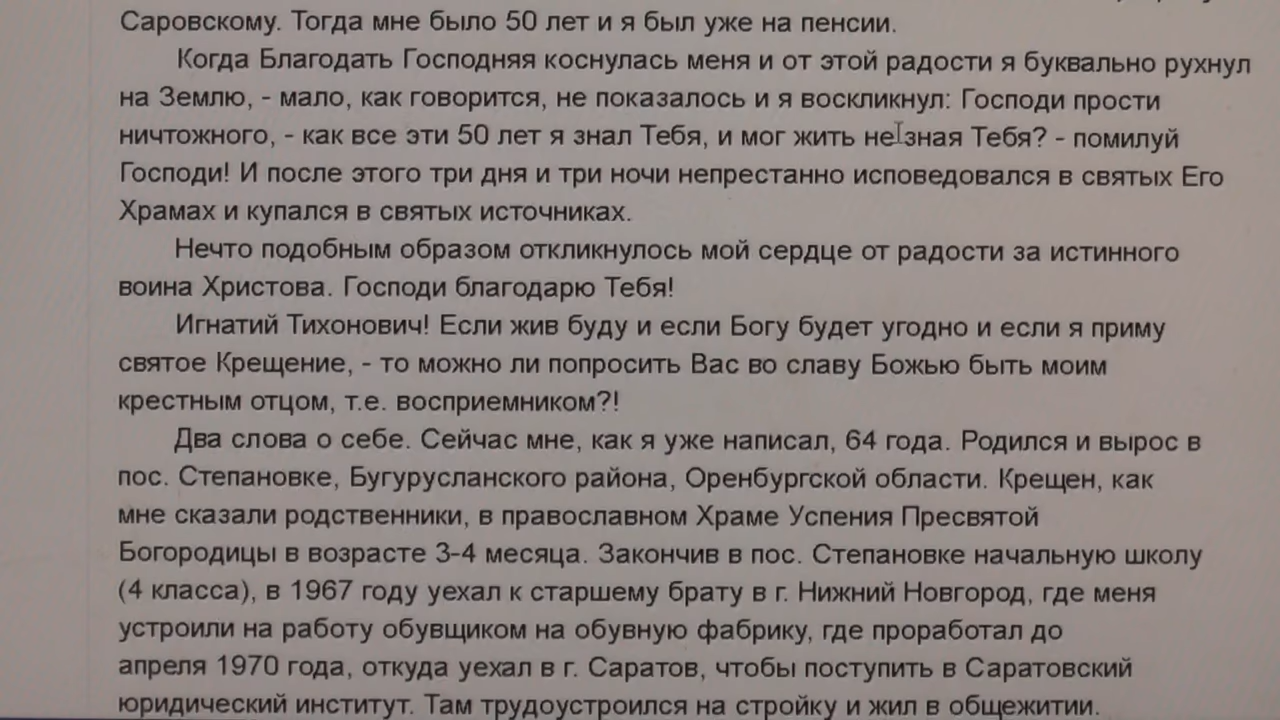 Саровскому. Тогда мне было 50 лет и я был уже на пенсии.
Когда Благодать Господняя коснулась меня и от этой радости я буквально рухнул
на Землю, - мало, как говорится, не показалось и я воскликнул: Господи прости
ничтожного, - как все эти 50 лет я знал Тебя, и мог жить не зная Тебя? - помилуй
Господи! И после этого три дня и три ночи непрестанно исповедовался в святых Его
Храмах и купался в святых источниках.
Нечто подобным образом откликнулось мой сердце от радости за истинного
воина Христова. Господи благодарю Тебя!
Игнатий Тихонович! Если жив буду и если Богу будет угодно и если я приму
святое Крещение, - то можно ли попросить Вас во славу Божью быть моим
крестным отцом, т.е. восприемником?!
Два слова о себе. Сейчас мне, как я уже написал, 64 года. Родился и вырос в
пос. Степановке, Бугурусланского района, Оренбургской области. Крещен, как
мне сказали родственники, в православном Храме Успения Пресвятой
Богородицы в возрасте 3-4 месяца. Закончив в пос. Степановке начальную школу
(4 класса), в 1967 году уехал к старшему брату в г. Нижний Новгород, где меня
устроили на работу обувщиком на обувную фабрику, где проработал до
апреля 1970 года, откуда уехал в г. Саратов, чтобы поступить в Саратовский
юридический институт. Там трудоустроился на стройку и жил в общежитии.